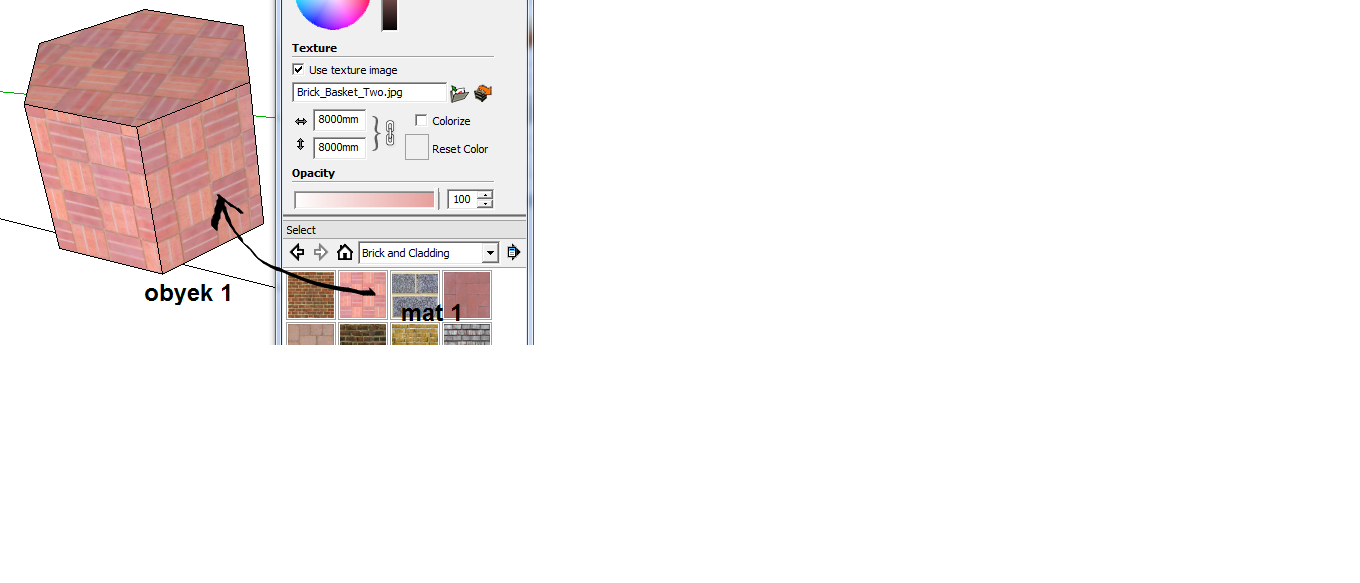 Texture
Use texture image
Brick_Basket_Two.jpg
8000mm
Colorize
8000mm
Reset Color
Opacity
100
Select
Brick and Cladding
obyek 1
mat 1